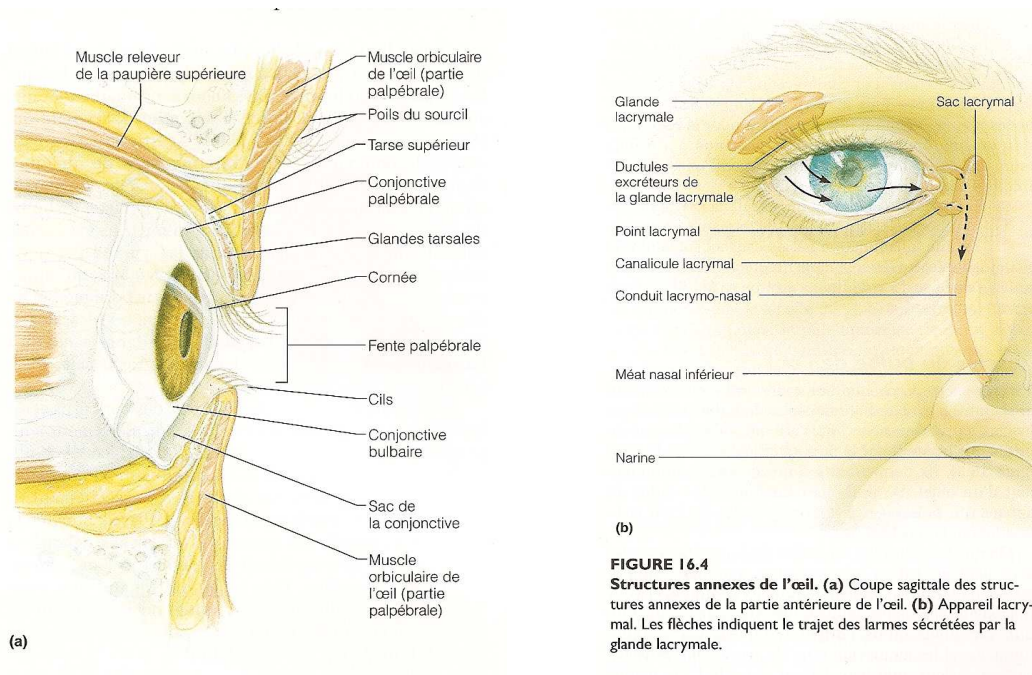 Muscle releveur
de la paupière supérieure
Muscle orbiculaire
de l'œil (partie
palpébrale)
Poils du sourcil
Tarse supérieur
Conjonctive
palpébrale
Glandes tarsales
Cornée
Fente palpébrale
Cils
Conjonctive
bulbaire
Sac de
la conjonctive
Muscle
orbiculaire de
l'œil (partie
palpébrale)
(a)
Glande
lacrymale
Sac lacrymal
Ductules
excréteurs de
la glande lacrymale
Point lacrymal
Canalicule lacrymal
Conduit lacrymo-nasal
Méat nasal inférieur
Narine
(b)
FIGURE 16.4
Structures annexes de l'œil. (a) Coupe sagittale des struc-
tures annexes de la partie antérieure de l'œil. (b) Appareil lacry-
mal. Les flèches indiquent le trajet des larmes sécrétées par la
glande lacrymale.